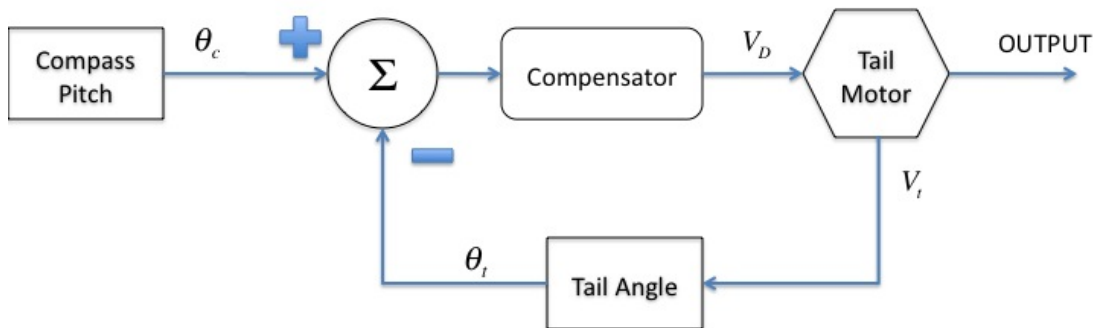 Compass
Pitch
θc
Σ
Compensator
VD
Tail
Motor
OUTPUT
Vt
θt
Tail Angle